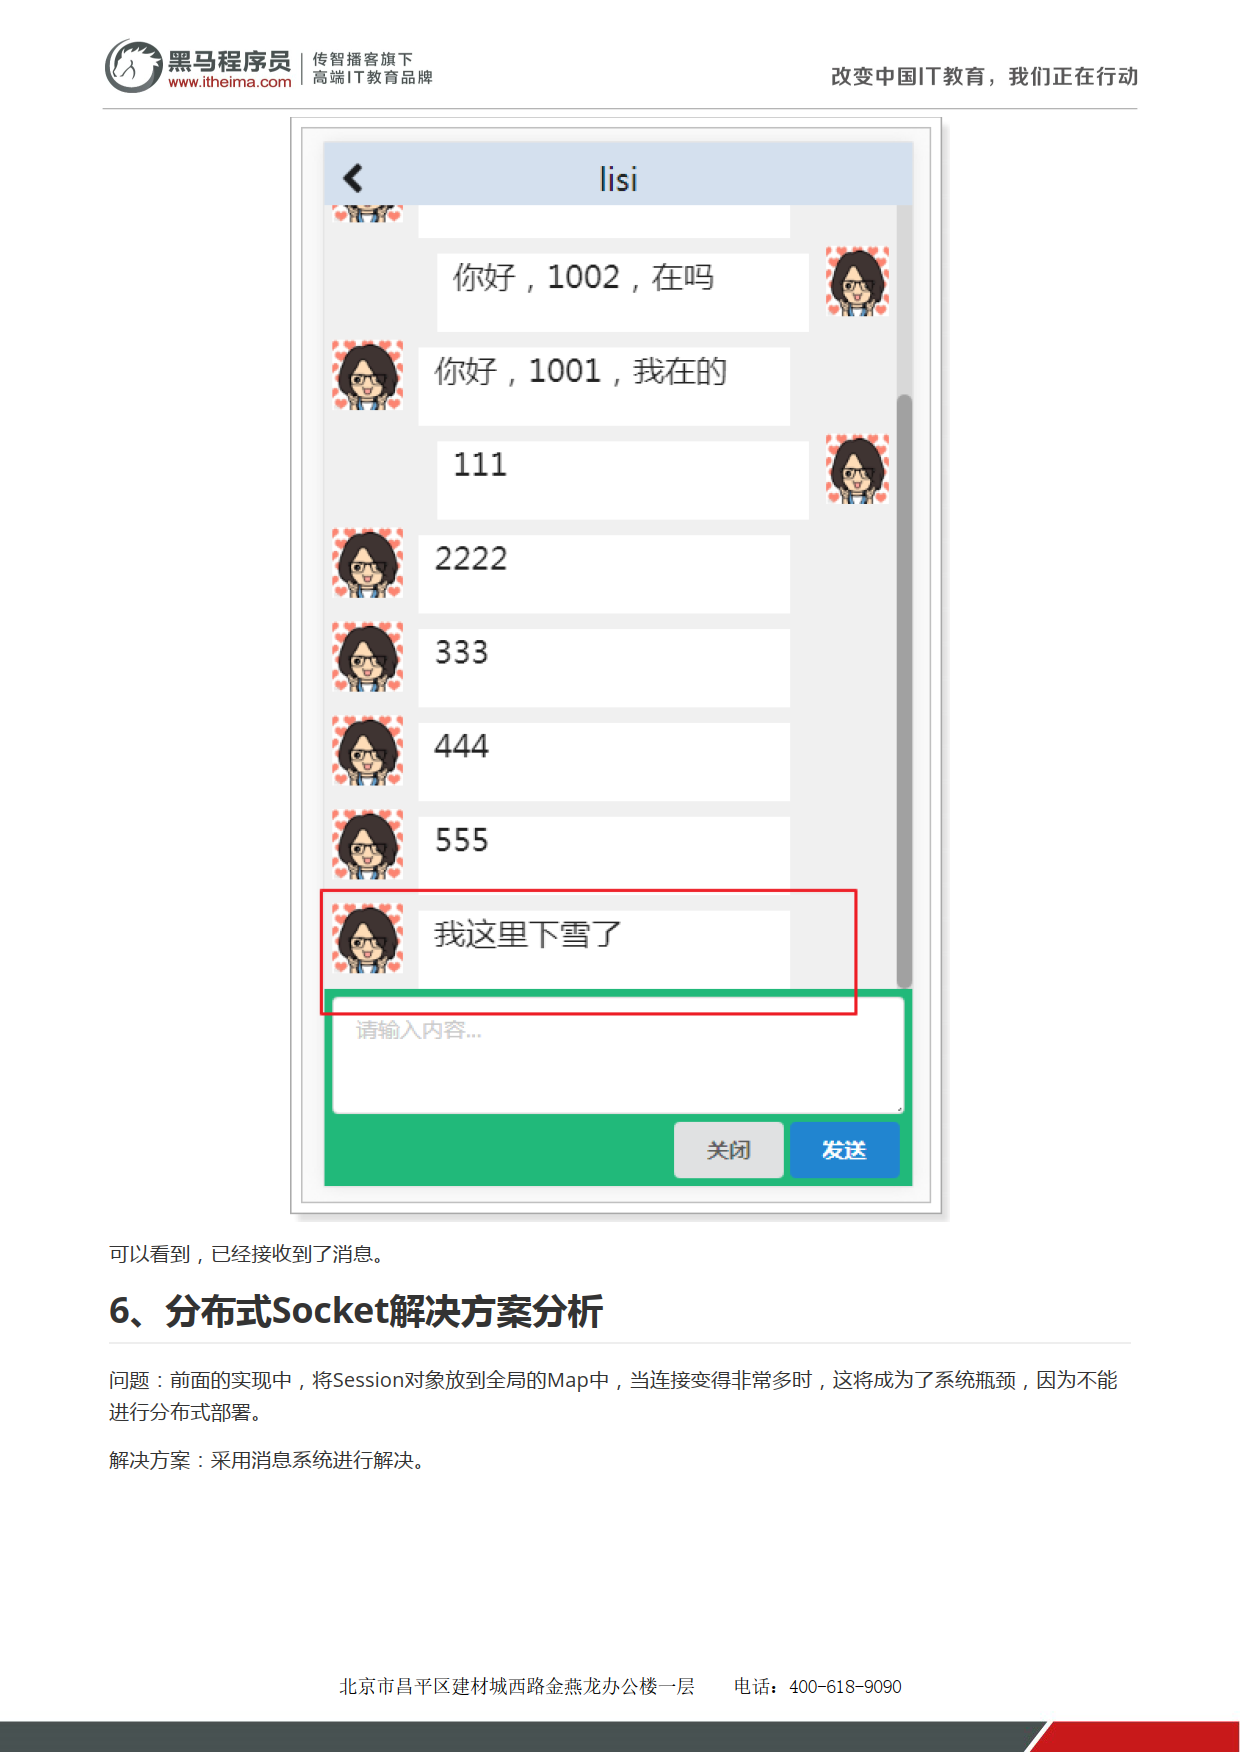 黑马程序员
www.itheima.com
传智播客旗下
高端IT教育品牌
改变中国IT教育，我们正在行动
lisi
你好，1002，在吗
你好，1001，我在的
111
2222
333
444
555
我这里下雪了
请输入内容...
关闭
发送
可以看到，已经接收到了消息。
6、分布式Socket解决方案分析
问题：前面的实现中，将Session对象放到全局的Map中，当连接变得非常多时，这将成为了系统瓶颈，因为不能
进行分布式部署。
解决方案：采用消息系统进行解决。
北京市昌平区建材城西路金燕龙办公楼一层 电话：400-618-9090